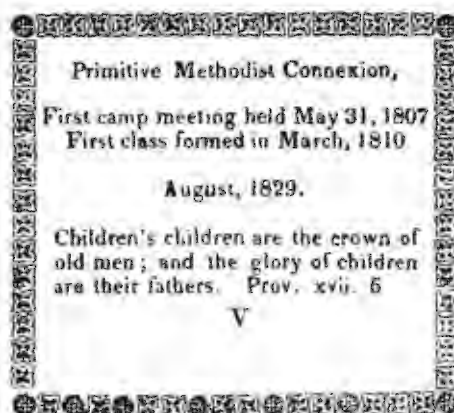 Primitive Methodist Connexion,
First camp meeting held May 31, 1807
First class formed in March, 1810
August, 1829.
Children's children are the crown of
old men; and the glory of children
are their fathers. Prov. xvii. 6
V